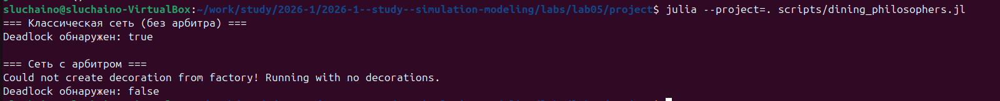 sluchaino@sluchaino-VirtualBox:~/work/study/2026-1/2026-1--study--simulation-modeling/labs/lab05/project$ julia --project=. scripts/dining_philosophers.jl
=== Классическая сеть (без арбитра) ===
Deadlock обнаружен: true
=== Сеть с арбитром ===
Could not create decoration from factory! Running with no decorations.
Deadlock обнаружен: false